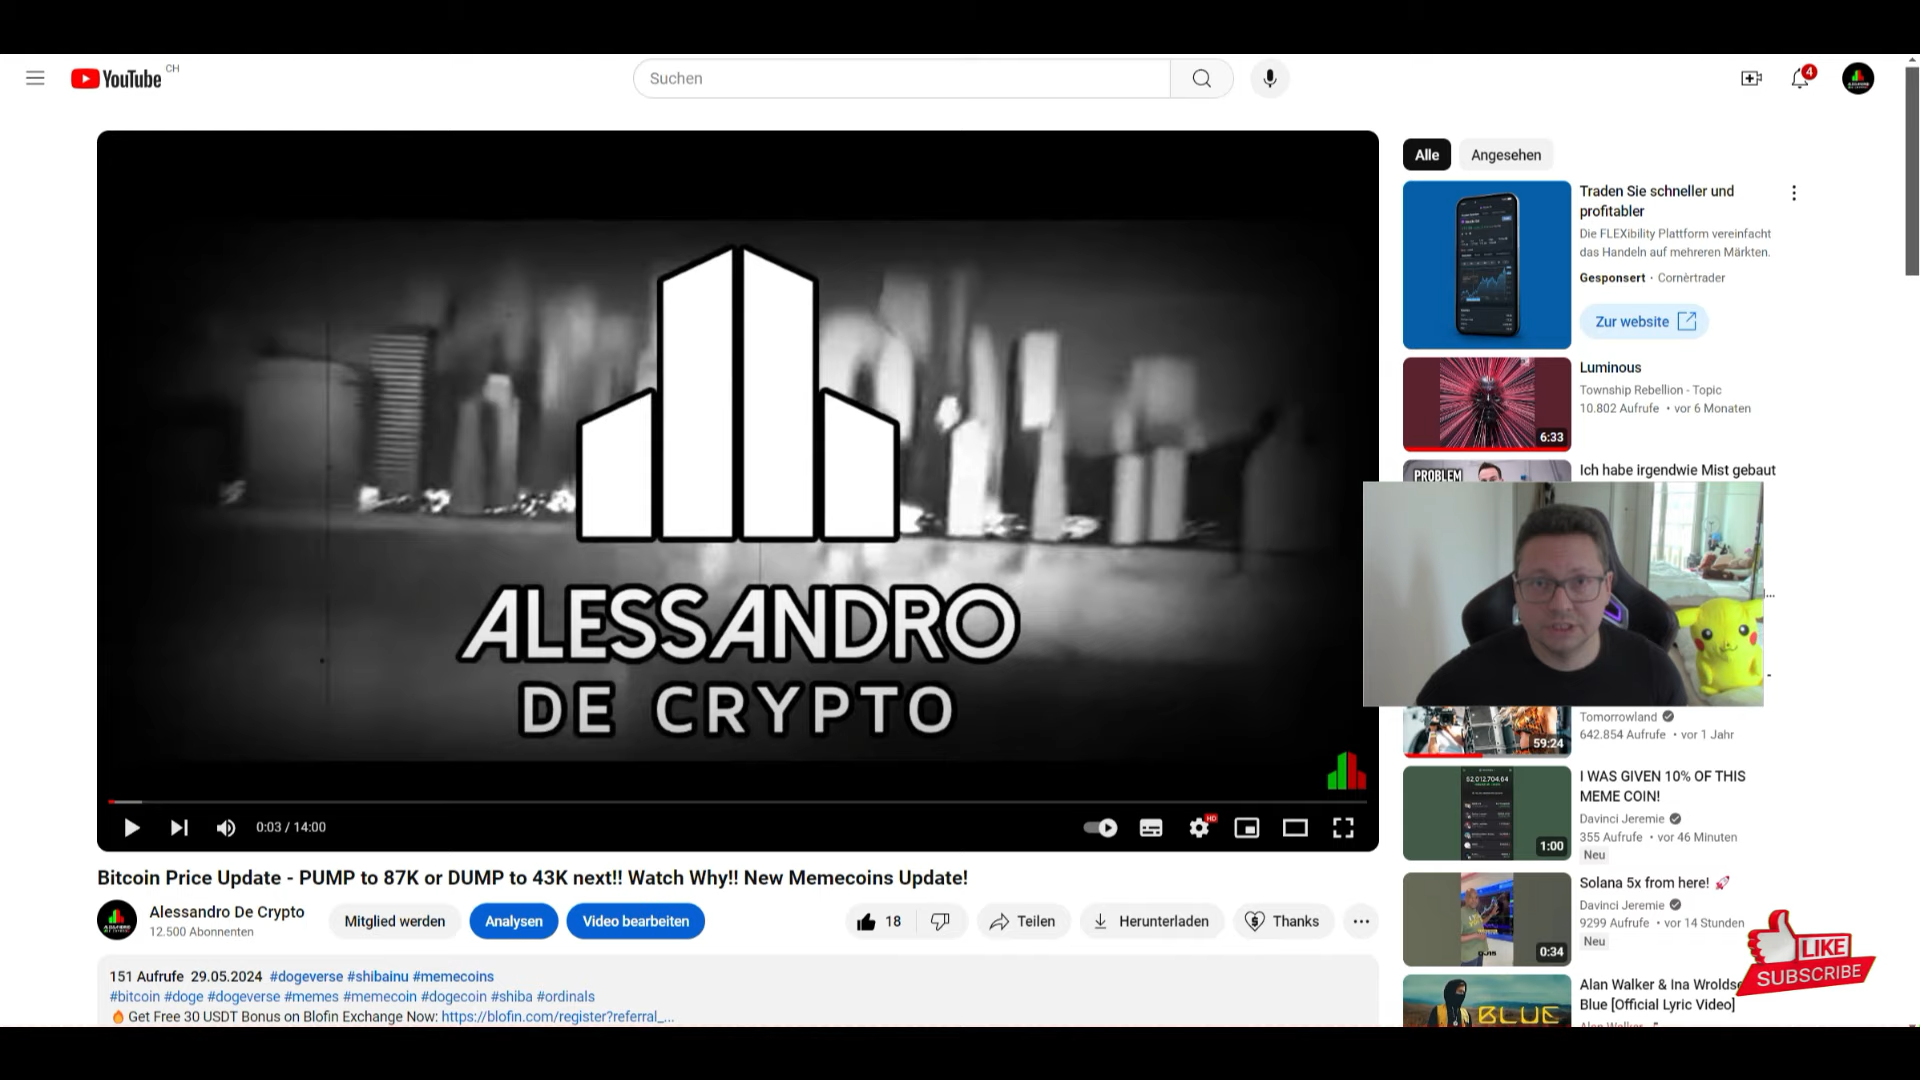 YouTube CH
Suchen
4
ALESSANDRO
DE CRYPTO
0:03 / 14:00
HD
Bitcoin Price Update - PUMP to 87K or DUMP to 43K next!! Watch Why!! New Memecoins Update!
Alessandro De Crypto
12.500 Abonnenten
Mitglied werden
Analysen
Video bearbeiten
18
Teilen
Herunterladen
Thanks
151 Aufrufe 29.05.2024 #dogeverse #shibainu #memecoins
#bitcoin #doge #dogeverse #memes #memecoin #dogecoin #shiba #ordinals
🔥 Get Free 30 USDT Bonus on Blofin Exchange Now: https://blofin.com/register?referral_...
Alle
Angesehen
Traden Sie schneller und
profitabler
Die FLEXibility Plattform vereinfacht
das Handeln auf mehreren Märkten.
Gesponsert · Cornèrtrader
Zur website
Luminous
Township Rebellion - Topic
10.802 Aufrufe • vor 6 Monaten
6:33
PROBLEM
Ich habe irgendwie Mist gebaut
Tomorrowland
642.854 Aufrufe • vor 1 Jahr
59:24
I WAS GIVEN 10% OF THIS
MEME COIN!
Davinci Jeremie
355 Aufrufe • vor 46 Minuten
Neu
62,012,704.64
1:00
Solana 5x from here! 🚀
Davinci Jeremie
9299 Aufrufe • vor 14 Stunden
Neu
0:34
LIKE
SUBSCRIBE
Alan Walker & Ina Wroldse
Blue [Official Lyric Video]
BLUE